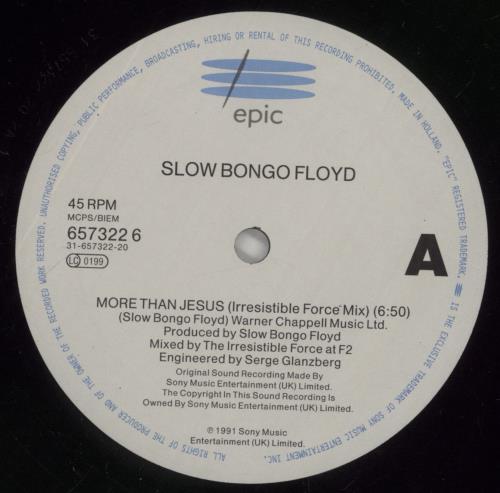 epic
SLOW BONGO FLOYD
45 RPM
MCPS/BIEM
657322 6
31-657322-20
LC 0199
A
MORE THAN JESUS (Irresistible Force Mix) (6:50)
(Slow Bongo Floyd) Warner Chappell Music Ltd.
Produced by Slow Bongo Floyd
Mixed by The Irresistible Force at F2
Engineered by Serge Glanzberg
Original Sound Recording Made By
Sony Music Entertainment (UK) Limited.
The Copyright In This Sound Recording Is
Owned By Sony Music Entertainment (UK) Limited.
℗ 1991 Sony Music
Entertainment (UK) Limited.
ALL RIGHTS OF THE PRODUCER AND OF THE OWNER OF THE RECORDED WORK RESERVED. UNAUTHORISED COPYING, PUBLIC PERFORMANCE, BROADCASTING, HIRING OR RENTAL OF THIS RECORDING PROHIBITED. MADE IN HOLLAND. "EPIC" REGISTERED TRADEMARK. IS THE EXCLUSIVE TRADEMARK OF SONY MUSIC ENTERTAINMENT INC.